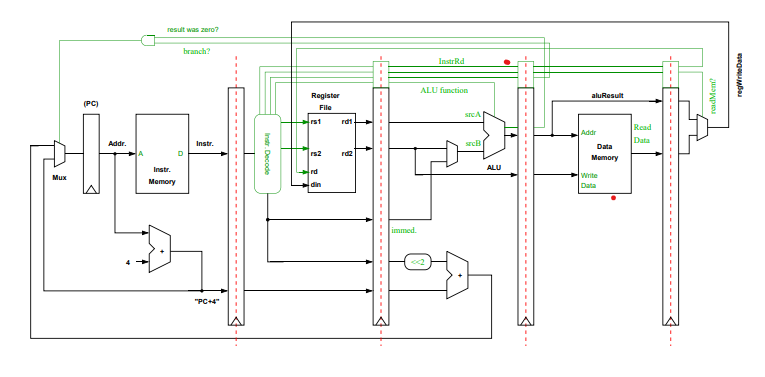 result was zero?
branch?
InstrRd
ALU function
regWriteData
readMem?
(PC)
Addr.
A
D
Instr.
Memory
Instr.
Mux
4
+
"PC+4"
Instr Decode
Register
File
rs1
rs2
rd
din
rd1
rd2
srcA
srcB
ALU
immed.
<<2
+
aluResult
Addr
Data
Memory
Write
Data
Read
Data